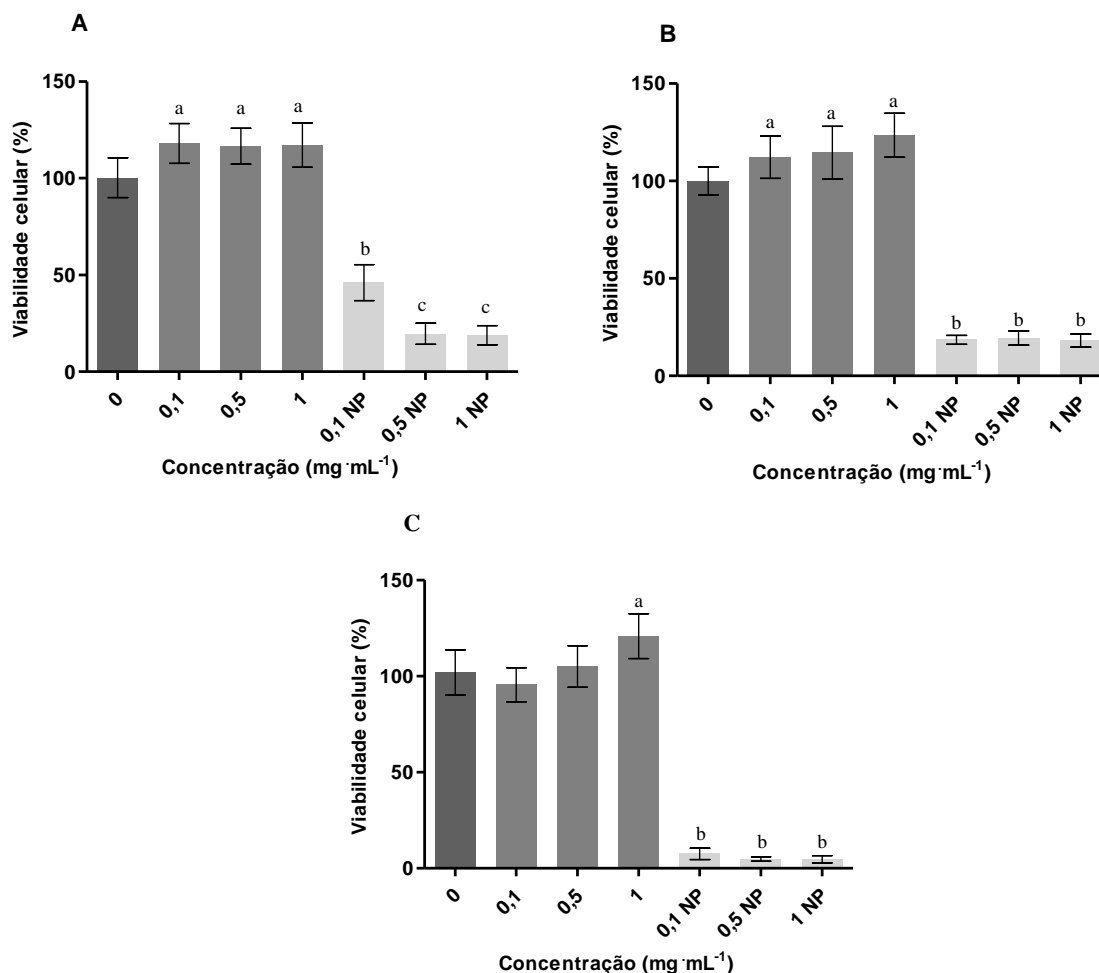 A
Viabilidade celular (%)
150
100
50
0
a a a b c c
0 0,1 0,5 1 0,1 NP 0,5 NP 1 NP
Concentração (mg·mL⁻¹)
B
Viabilidade celular (%)
150
100
50
0
a a a b b b
0 0,1 0,5 1 0,1 NP 0,5 NP 1 NP
Concentração (mg·mL⁻¹)
C
Viabilidade celular (%)
150
100
50
0
a b b b
0 0,1 0,5 1 0,1 NP 0,5 NP 1 NP
Concentração (mg·mL⁻¹)